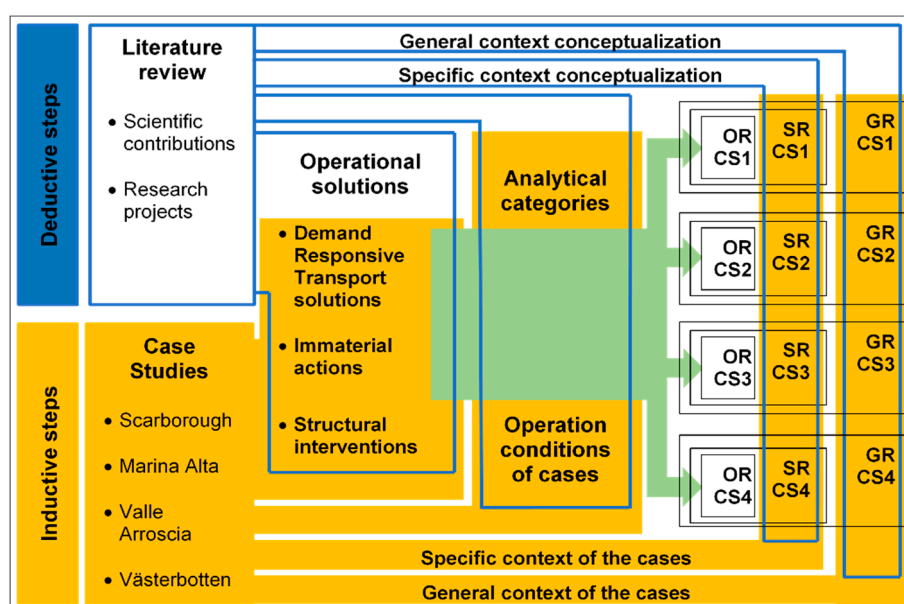 Deductive steps
Literature
review
• Scientific
contributions
• Research
projects
General context conceptualization
Specific context conceptualization
Operational
solutions
• Demand
Responsive
Transport
solutions
• Immaterial
actions
• Structural
interventions
Analytical
categories
Operation
conditions
of cases
OR
CS1
SR
CS1
GR
CS1
OR
CS2
SR
CS2
GR
CS2
OR
CS3
SR
CS3
GR
CS3
OR
CS4
SR
CS4
GR
CS4
Inductive steps
Case
Studies
• Scarborough
• Marina Alta
• Valle
Arroscia
• Västerbotten
Specific context of the cases
General context of the cases